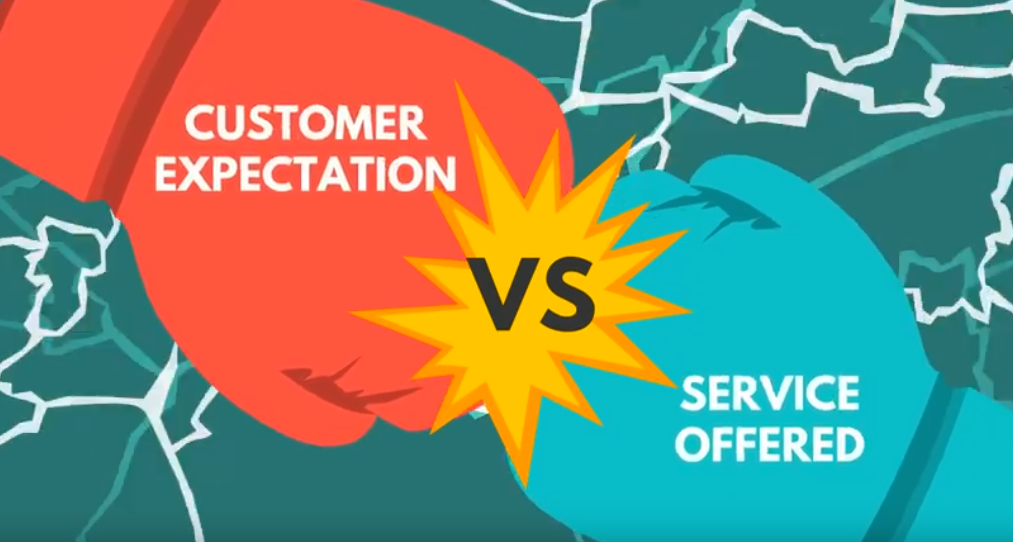 CUSTOMER
EXPECTATION
VS
SERVICE
OFFERED